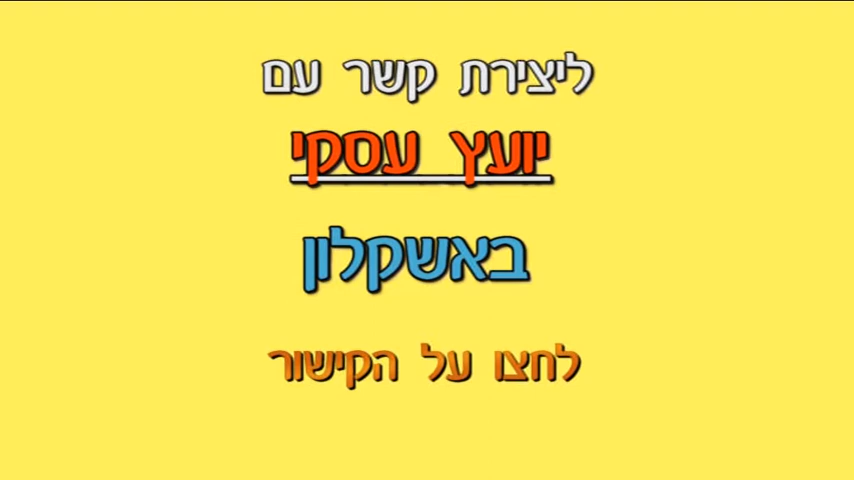 ליצירת קשר עם
יועץ עסקי
באשקלון
לחצו על הקישור